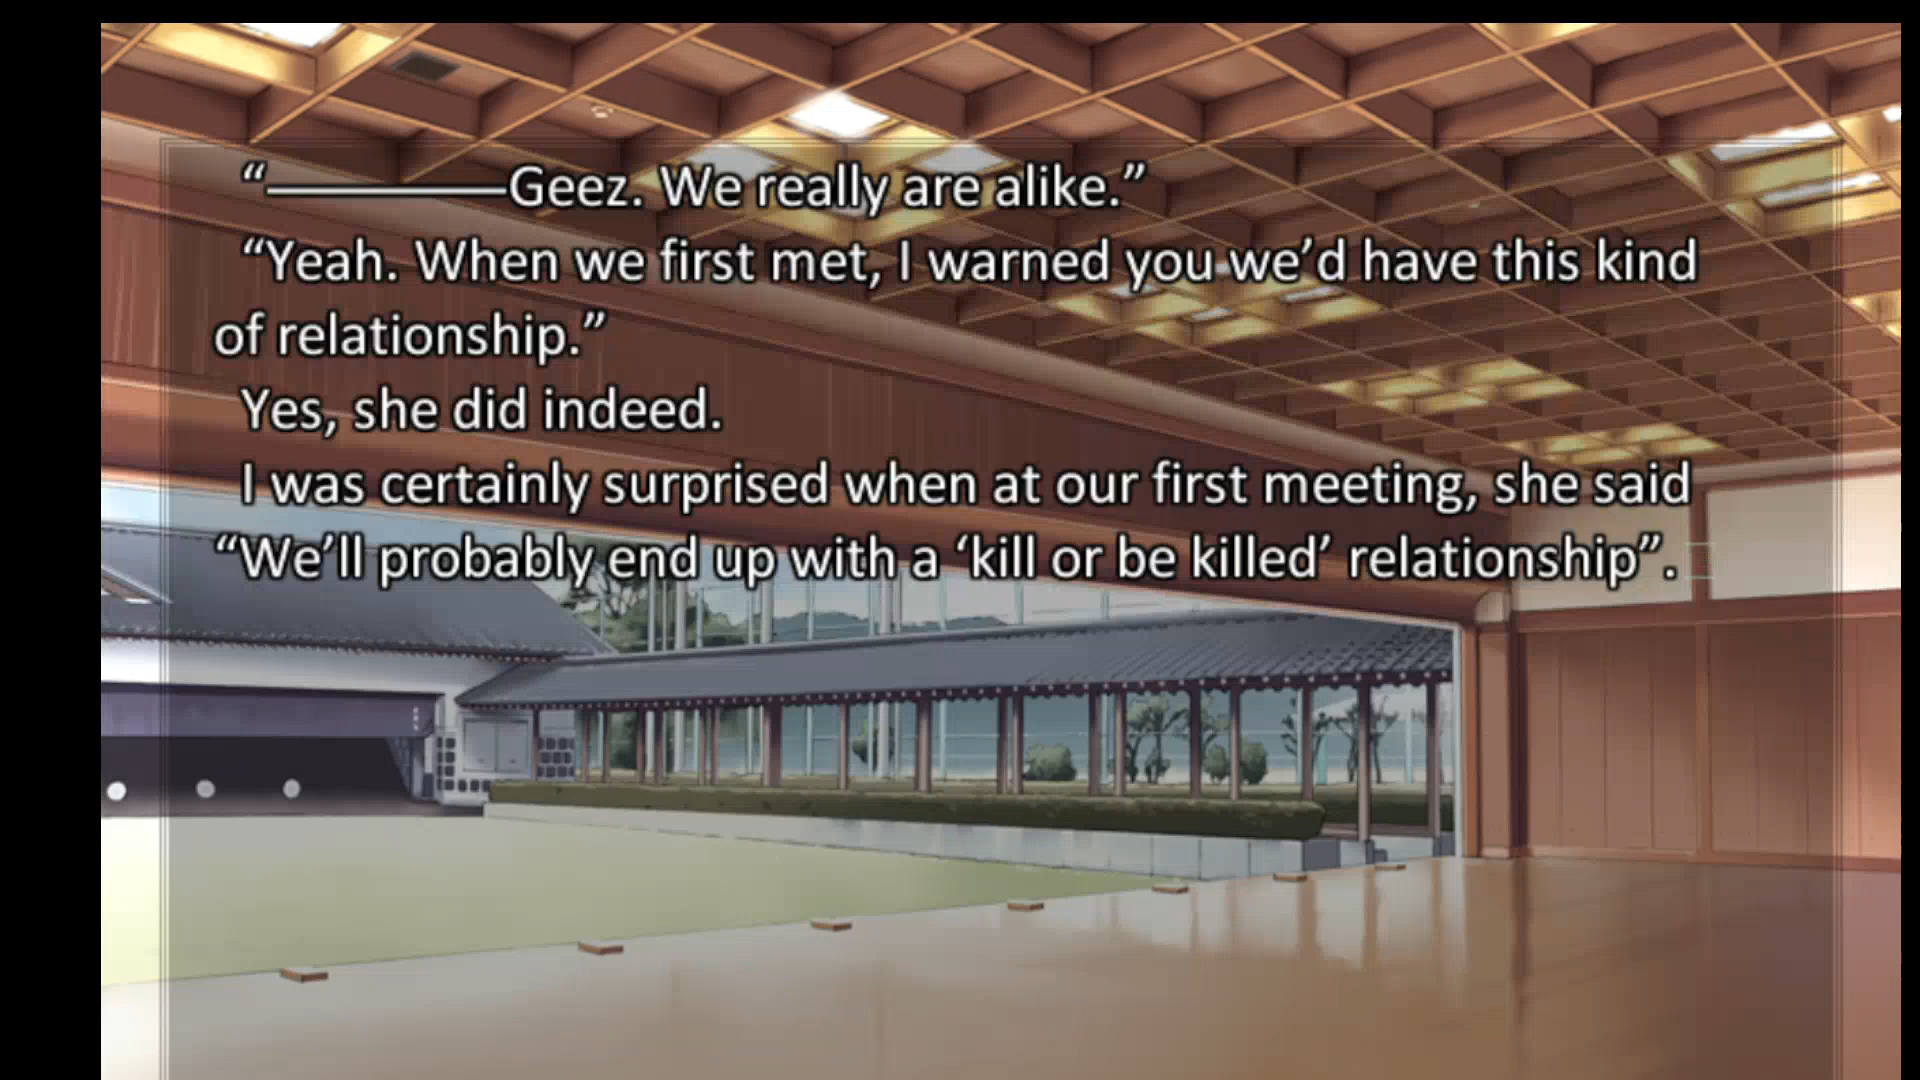 “————Geez. We really are alike.”
“Yeah. When we first met, I warned you we’d have this kind
of relationship.”
Yes, she did indeed.
I was certainly surprised when at our first meeting, she said
“We’ll probably end up with a ‘kill or be killed’ relationship”.